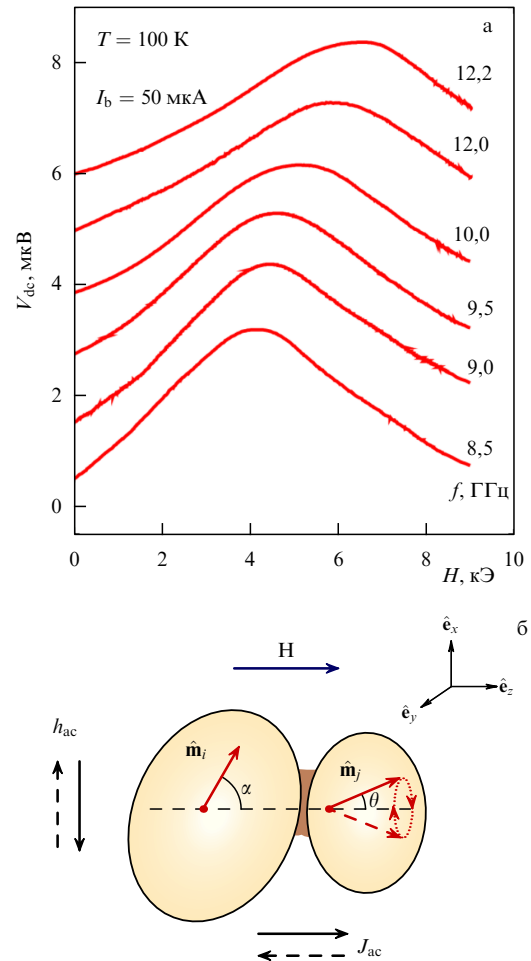 а
8
T = 100 К
12,2
I_b = 50 мкА
12,0
6
10,0
V_dc, мкВ
4
9,5
9,0
2
8,5
0
f, ГГц
0 2 4 6 8 10
H, кЭ
б
ê_x
H
ê_z
ê_y
h_ac
m̂_i
m̂_j
α
θ
J_ac